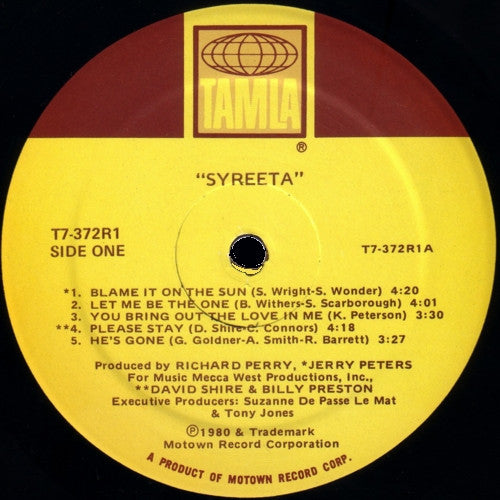 TAMLA
®
"SYREETA"
T7-372R1
SIDE ONE
T7-372R1A
*1. BLAME IT ON THE SUN (S. Wright-S. Wonder) 4:20
2. LET ME BE THE ONE (B. Withers-S. Scarborough) 4:01
3. YOU BRING OUT THE LOVE IN ME (K. Peterson) 3:30
**4. PLEASE STAY (D. Shire-C. Connors) 4:18
5. HE'S GONE (G. Goldner-A. Smith-R. Barrett) 3:27
Produced by RICHARD PERRY, *JERRY PETERS
For Music Mecca West Productions, Inc.,
**DAVID SHIRE & BILLY PRESTON
Executive Producers: Suzanne De Passe Le Mat
& Tony Jones
Ⓟ1980 & Trademark
Motown Record Corporation
A PRODUCT OF MOTOWN RECORD CORP.